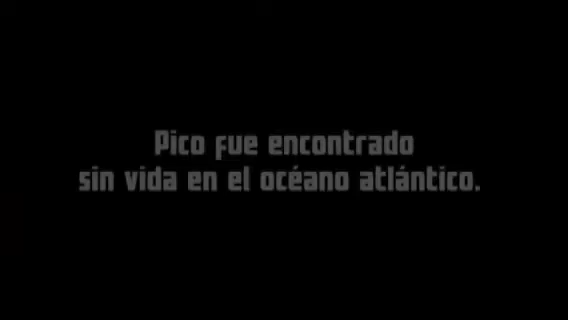 Pico fue encontrado
sin vida en el océano atlántico.